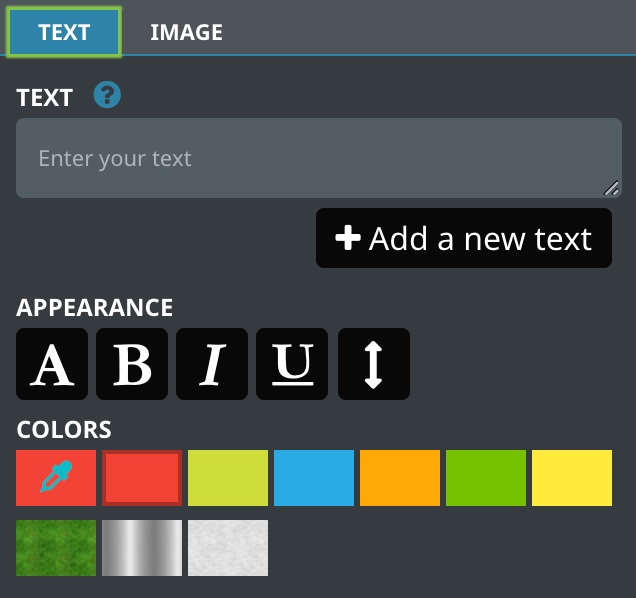 TEXT IMAGE
TEXT ?
Enter your text
+ Add a new text
APPEARANCE
A B I U
COLORS